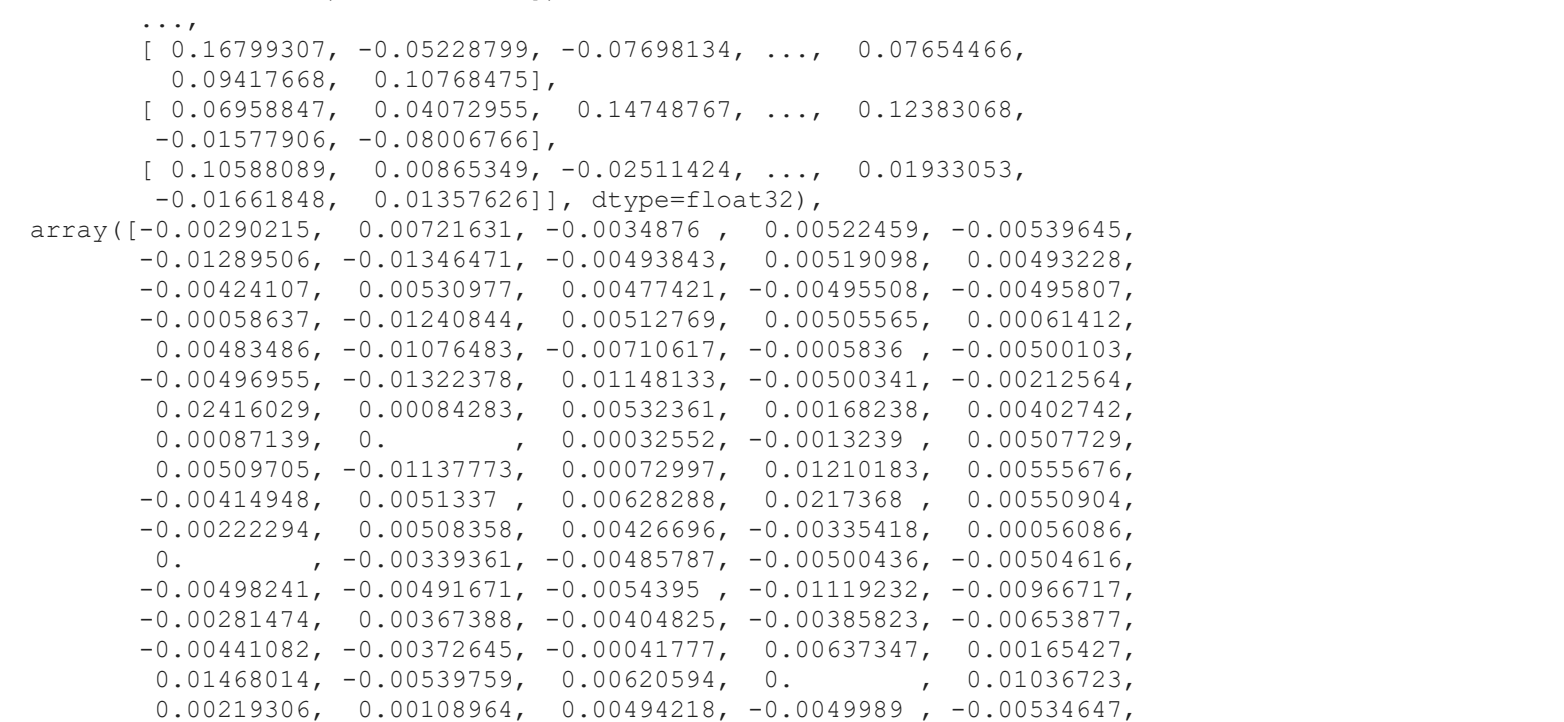 ...,
[ 0.16799307, -0.05228799, -0.07698134, ..., 0.07654466,
0.09417668, 0.10768475],
[ 0.06958847, 0.04072955, 0.14748767, ..., 0.12383068,
-0.01577906, -0.08006766],
[ 0.10588089, 0.00865349, -0.02511424, ..., 0.01933053,
-0.01661848, 0.01357626]], dtype=float32),
array([-0.00290215, 0.00721631, -0.0034876 , 0.00522459, -0.00539645,
-0.01289506, -0.01346471, -0.00493843, 0.00519098, 0.00493228,
-0.00424107, 0.00530977, 0.00477421, -0.00495508, -0.00495807,
-0.00058637, -0.01240844, 0.00512769, 0.00505565, 0.00061412,
0.00483486, -0.01076483, -0.00710617, -0.0005836 , -0.00500103,
-0.00496955, -0.01322378, 0.01148133, -0.00500341, -0.00212564,
0.02416029, 0.00084283, 0.00532361, 0.00168238, 0.00402742,
0.00087139, 0. , 0.00032552, -0.0013239 , 0.00507729,
0.00509705, -0.01137773, 0.00072997, 0.01210183, 0.00555676,
-0.00414948, 0.0051337 , 0.00628288, 0.0217368 , 0.00550904,
-0.00222294, 0.00508358, 0.00426696, -0.00335418, 0.00056086,
0. , -0.00339361, -0.00485787, -0.00500436, -0.00504616,
-0.00498241, -0.00491671, -0.0054395 , -0.01119232, -0.00966717,
-0.00281474, 0.00367388, -0.00404825, -0.00385823, -0.00653877,
-0.00441082, -0.00372645, -0.00041777, 0.00637347, 0.00165427,
0.01468014, -0.00539759, 0.00620594, 0. , 0.01036723,
0.00219306, 0.00108964, 0.00494218, -0.0049989 , -0.00534647,